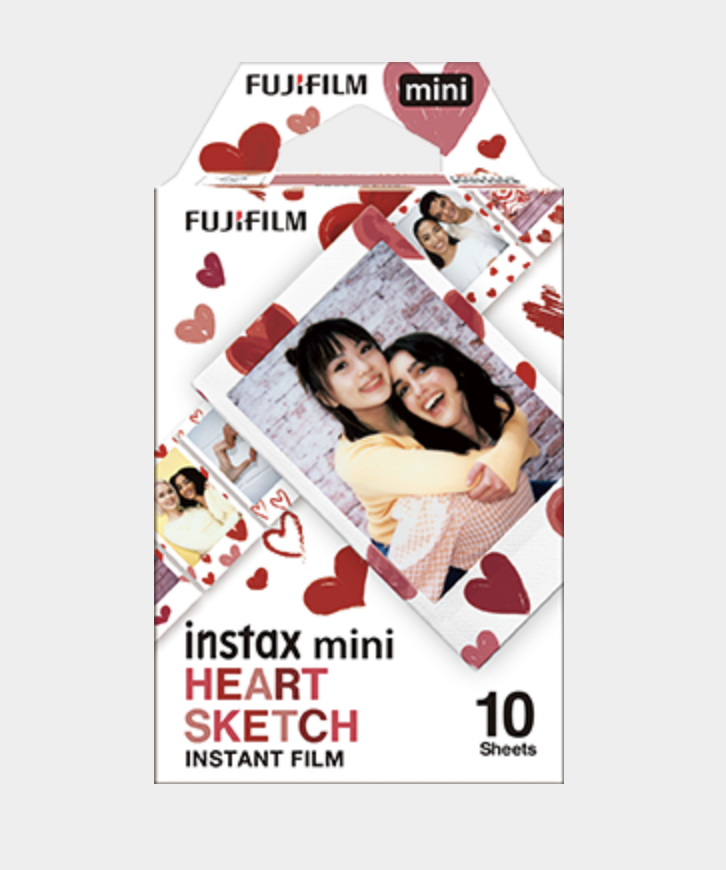 FUJIFILM mini
FUJIFILM
instax mini
HEART
SKETCH
INSTANT FILM
10
Sheets